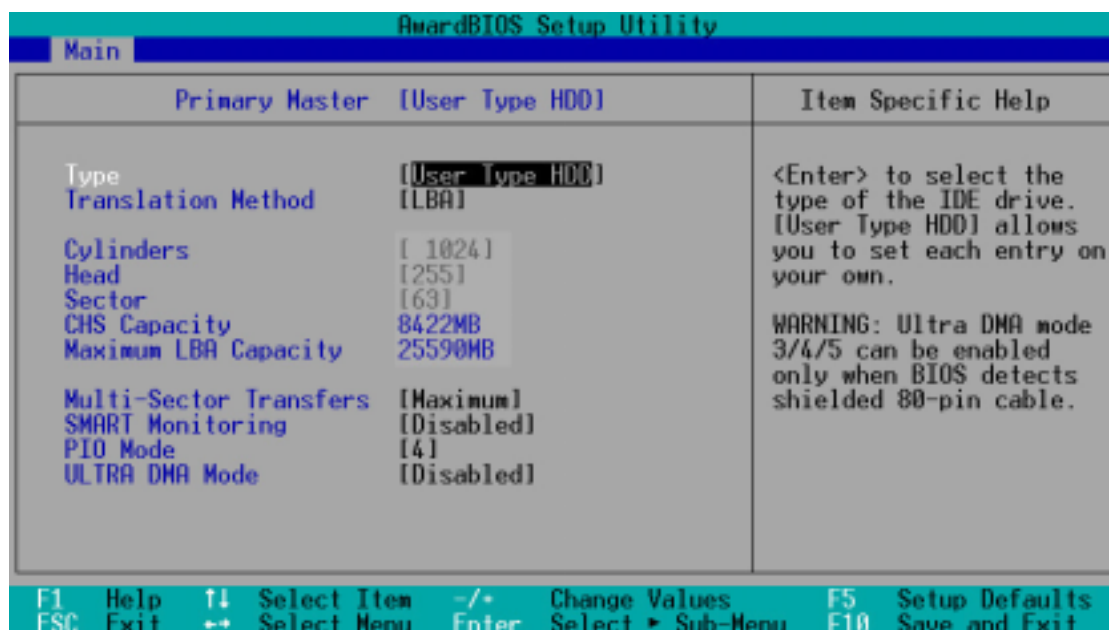 AwardBIOS Setup Utility
Main
Primary Master [User Type HDD]
Item Specific Help
Type [User Type HDD]
Translation Method [LBA]
Cylinders [ 1024]
Head [255]
Sector [63]
CHS Capacity 8422MB
Maximum LBA Capacity 25590MB
Multi-Sector Transfers [Maximum]
SMART Monitoring [Disabled]
PIO Mode [4]
ULTRA DMA Mode [Disabled]
<Enter> to select the
type of the IDE drive.
[User Type HDD] allows
you to set each entry on
your own.
WARNING: Ultra DMA mode
3/4/5 can be enabled
only when BIOS detects
shielded 80-pin cable.
F1 Help ↑↓ Select Item -/+ Change Values F5 Setup Defaults
ESC Exit ←→ Select Menu Enter Select ► Sub-Menu F10 Save and Exit